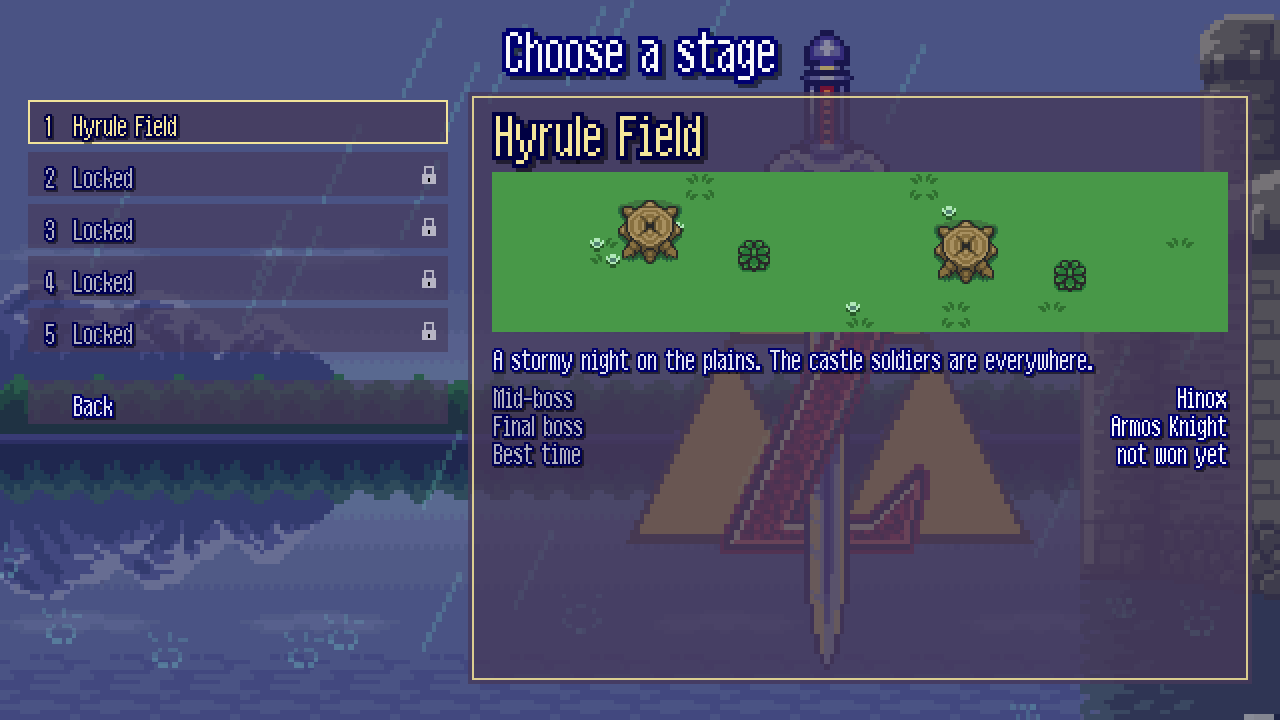 Choose a stage
1 Hyrule Field
2 Locked
3 Locked
4 Locked
5 Locked
Back
Hyrule Field
A stormy night on the plains. The castle soldiers are everywhere.
Mid-boss Hinox
Final boss Armos Knight
Best time not won yet